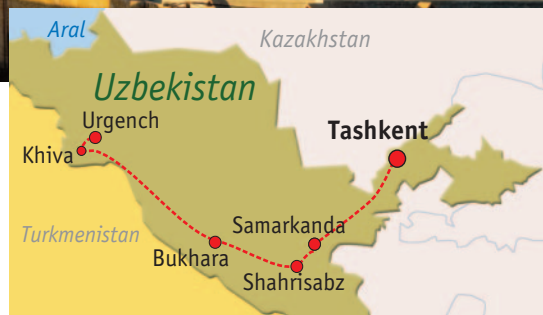 Aral
Kazakhstan
Uzbekistan
Urgench
Tashkent
Khiva
Samarkanda
Turkmenistan
Bukhara
Shahrisabz